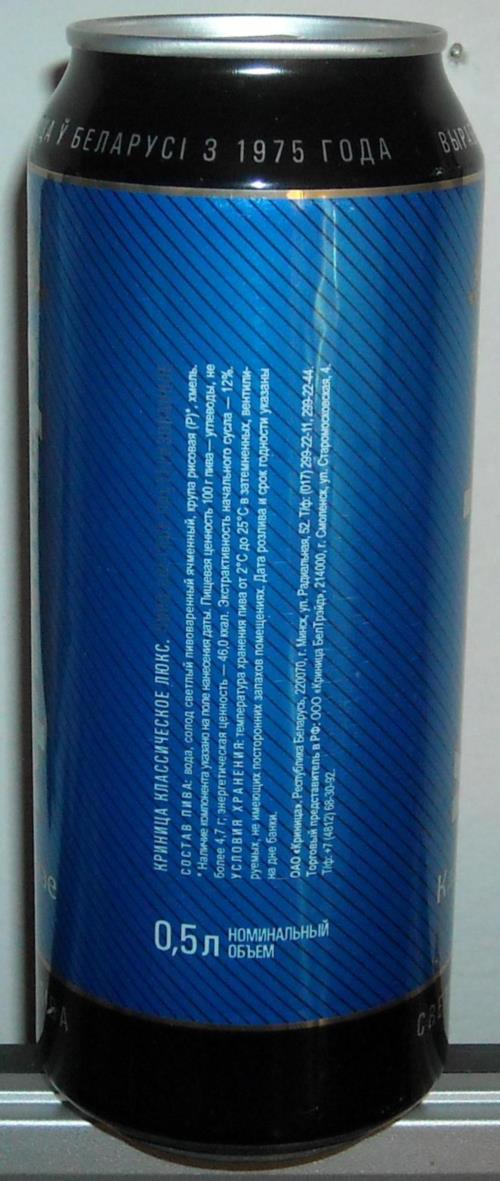 ДА Ў БЕЛАРУСІ З 1975 ГОДА ВЫРА
КРИНИЦА КЛАССИЧЕСКОЕ ЛЮКС.
СОСТАВ ПИВА: вода, солод светлый пивоваренный ячменный, крупа рисовая (Р)*, хмель.
* Наличие компонента указано на поле нанесения даты. Пищевая ценность 100 г пива — углеводы, не
более 4,7 г; энергетическая ценность — 46,0 ккал. Экстрактивность начального сусла — 12%.
УСЛОВИЯ ХРАНЕНИЯ: температура хранения пива от 2°С до 25°С в затемненных, вентили-
руемых, не имеющих посторонних запахов помещениях. Дата розлива и срок годности указаны
на дне банки.
ОАО «Криница», Республика Беларусь, 220070, г. Минск, ул. Радиальная, 52. Т/ф: (017) 299-22-11, 299-22-44.
Торговый представитель в РФ: ООО «Криница БелТрэйд», 214000, г. Смоленск, ул. Старомосковская, 4.
Т/ф: +7 (4812) 68-30-92.
0,5 л НОМИНАЛЬНЫЙ
ОБЪЕМ
СВЕ